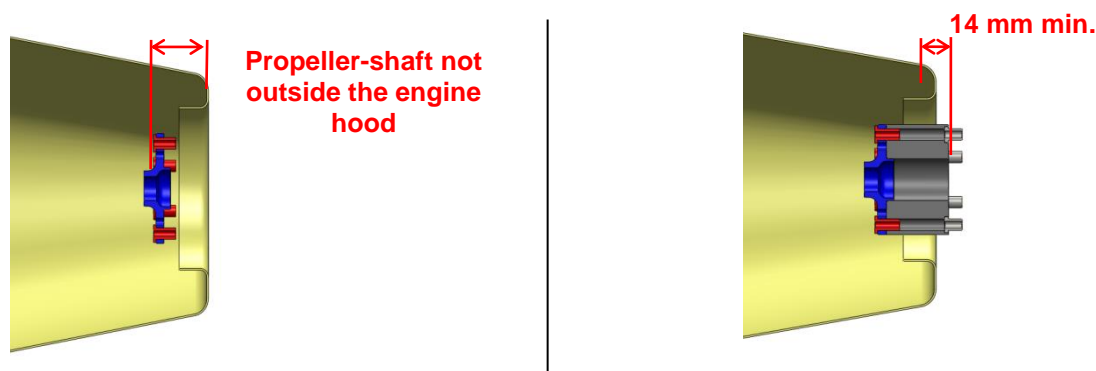 Propeller-shaft not
outside the engine
hood
14 mm min.